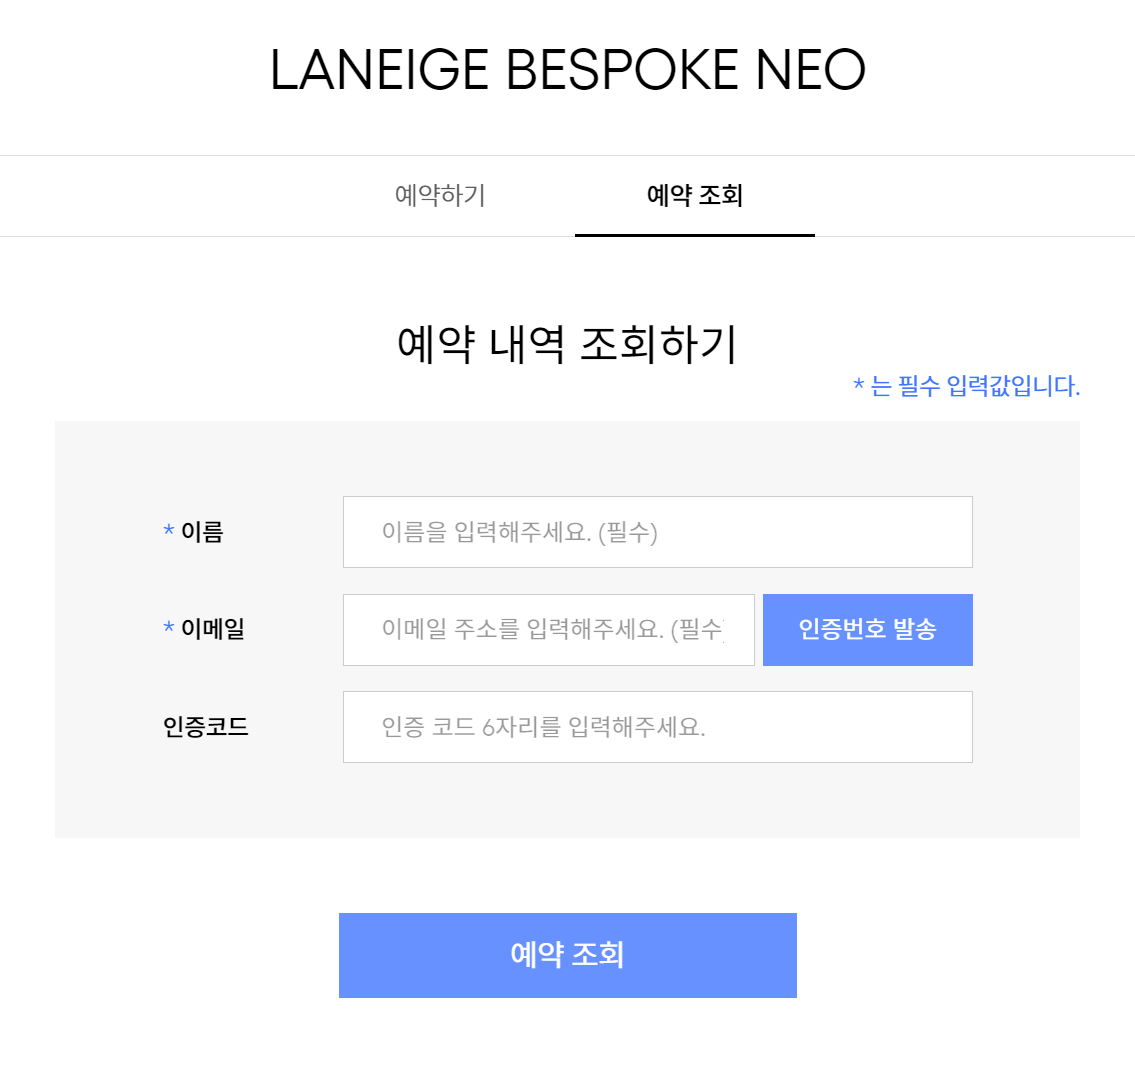 LANEIGE BESPOKE NEO
예약하기 예약 조회
예약 내역 조회하기
* 는 필수 입력값입니다.
* 이름 이름을 입력해주세요. (필수)
* 이메일 이메일 주소를 입력해주세요. (필수) 인증번호 발송
인증코드 인증 코드 6자리를 입력해주세요.
예약 조회